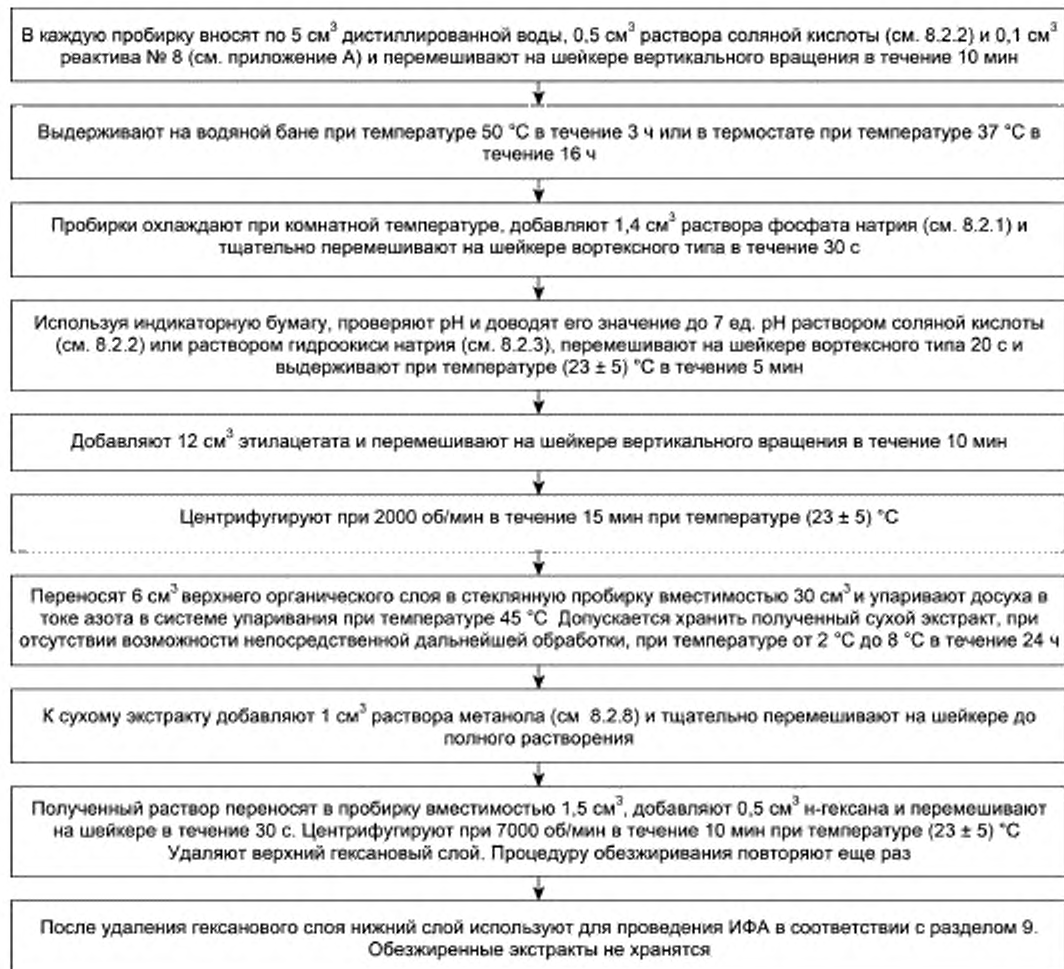 В каждую пробирку вносят по 5 см³ дистиллированной воды, 0,5 см³ раствора соляной кислоты (см. 8.2.2) и 0,1 см³
реактива № 8 (см. приложение А) и перемешивают на шейкере вертикального вращения в течение 10 мин
Выдерживают на водяной бане при температуре 50 °С в течение 3 ч или в термостате при температуре 37 °С в
течение 16 ч
Пробирки охлаждают при комнатной температуре, добавляют 1,4 см³ раствора фосфата натрия (см. 8.2.1) и
тщательно перемешивают на шейкере вортексного типа в течение 30 с
Используя индикаторную бумагу, проверяют pH и доводят его значение до 7 ед. pH раствором соляной кислоты
(см. 8.2.2) или раствором гидроокиси натрия (см. 8.2.3), перемешивают на шейкере вортексного типа 20 с и
выдерживают при температуре (23 ± 5) °С в течение 5 мин
Добавляют 12 см³ этилацетата и перемешивают на шейкере вертикального вращения в течение 10 мин
Центрифугируют при 2000 об/мин в течение 15 мин при температуре (23 ± 5) °С
Переносят 6 см³ верхнего органического слоя в стеклянную пробирку вместимостью 30 см³ и упаривают досуха в
токе азота в системе упаривания при температуре 45 °С Допускается хранить полученный сухой экстракт, при
отсутствии возможности непосредственной дальнейшей обработки, при температуре от 2 °С до 8 °С в течение 24 ч
К сухому экстракту добавляют 1 см³ раствора метанола (см 8.2.8) и тщательно перемешивают на шейкере до
полного растворения
Полученный раствор переносят в пробирку вместимостью 1,5 см³, добавляют 0,5 см³ н-гексана и перемешивают
на шейкере в течение 30 с. Центрифугируют при 7000 об/мин в течение 10 мин при температуре (23 ± 5) °С
Удаляют верхний гексановый слой. Процедуру обезжиривания повторяют еще раз
После удаления гексанового слоя нижний слой используют для проведения ИФА в соответствии с разделом 9.
Обезжиренные экстракты не хранятся